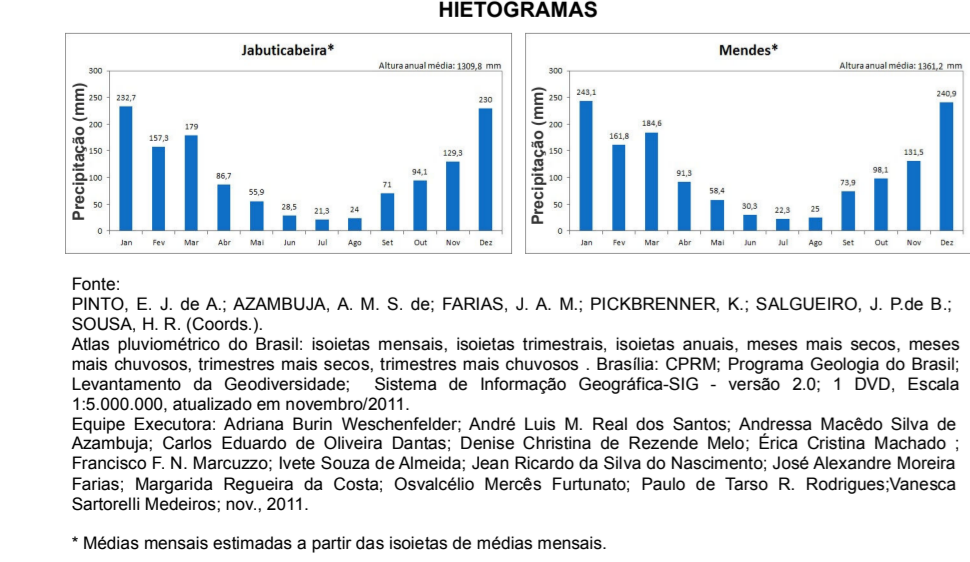 HIETOGRAMAS
Jabuticabeira*
Altura anual média: 1309,8 mm
Precipitação (mm)
300
250
200
150
100
50
0
232,7
157,3
179
86,7
55,9
28,5
21,3
24
71
94,1
129,3
230
Jan Fev Mar Abr Mai Jun Jul Ago Set Out Nov Dez
Mendes*
Altura anual média: 1361,2 mm
Precipitação (mm)
300
250
200
150
100
50
0
243,1
161,8
184,6
91,3
58,4
30,3
22,3
25
73,9
98,1
131,5
240,9
Jan Fev Mar Abr Mai Jun Jul Ago Set Out Nov Dez
Fonte:
PINTO, E. J. de A.; AZAMBUJA, A. M. S. de; FARIAS, J. A. M.; PICKBRENNER, K.; SALGUEIRO, J. P.de B.;
SOUSA, H. R. (Coords.).
Atlas pluviométrico do Brasil: isoietas mensais, isoietas trimestrais, isoietas anuais, meses mais secos, meses
mais chuvosos, trimestres mais secos, trimestres mais chuvosos . Brasília: CPRM; Programa Geologia do Brasil;
Levantamento da Geodiversidade; Sistema de Informação Geográfica-SIG - versão 2.0; 1 DVD, Escala
1:5.000.000, atualizado em novembro/2011.
Equipe Executora: Adriana Burin Weschenfelder; André Luis M. Real dos Santos; Andressa Macêdo Silva de
Azambuja; Carlos Eduardo de Oliveira Dantas; Denise Christina de Rezende Melo; Érica Cristina Machado ;
Francisco F. N. Marcuzzo; Ivete Souza de Almeida; Jean Ricardo da Silva do Nascimento; José Alexandre Moreira
Farias; Margarida Regueira da Costa; Osvalcélio Mercês Furtunato; Paulo de Tarso R. Rodrigues;Vanesca
Sartorelli Medeiros; nov., 2011.
* Médias mensais estimadas a partir das isoietas de médias mensais.